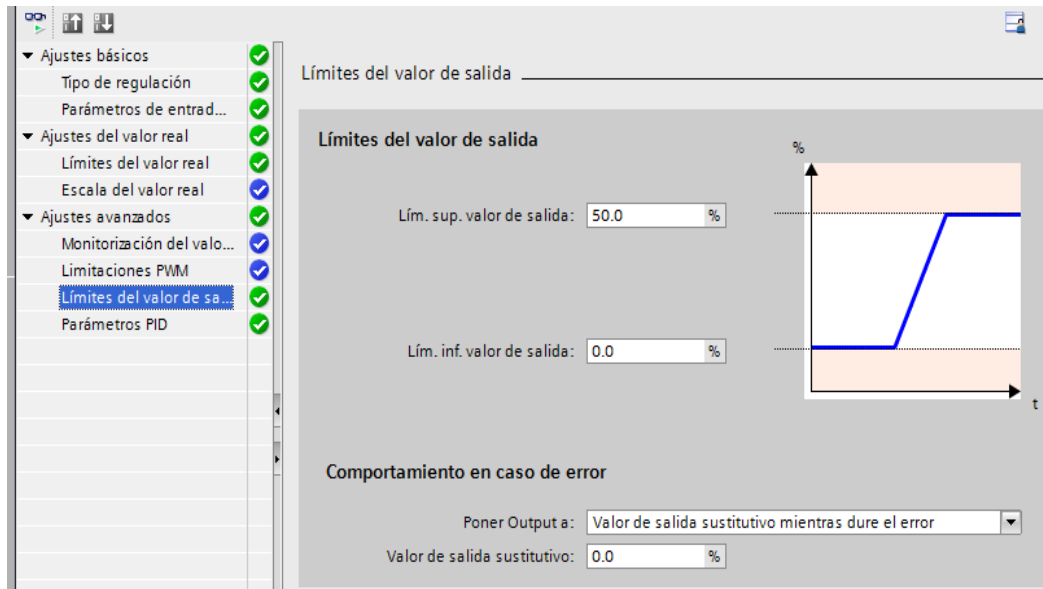 Ajustes básicos
Tipo de regulación
Parámetros de entrad...
Ajustes del valor real
Límites del valor real
Escala del valor real
Ajustes avanzados
Monitorización del valo...
Limitaciones PWM
Límites del valor de sa...
Parámetros PID
Límites del valor de salida
Límites del valor de salida
%
Lím. sup. valor de salida: 50.0 %
Lím. inf. valor de salida: 0.0 %
t
Comportamiento en caso de error
Poner Output a: Valor de salida sustitutivo mientras dure el error
Valor de salida sustitutivo: 0.0 %